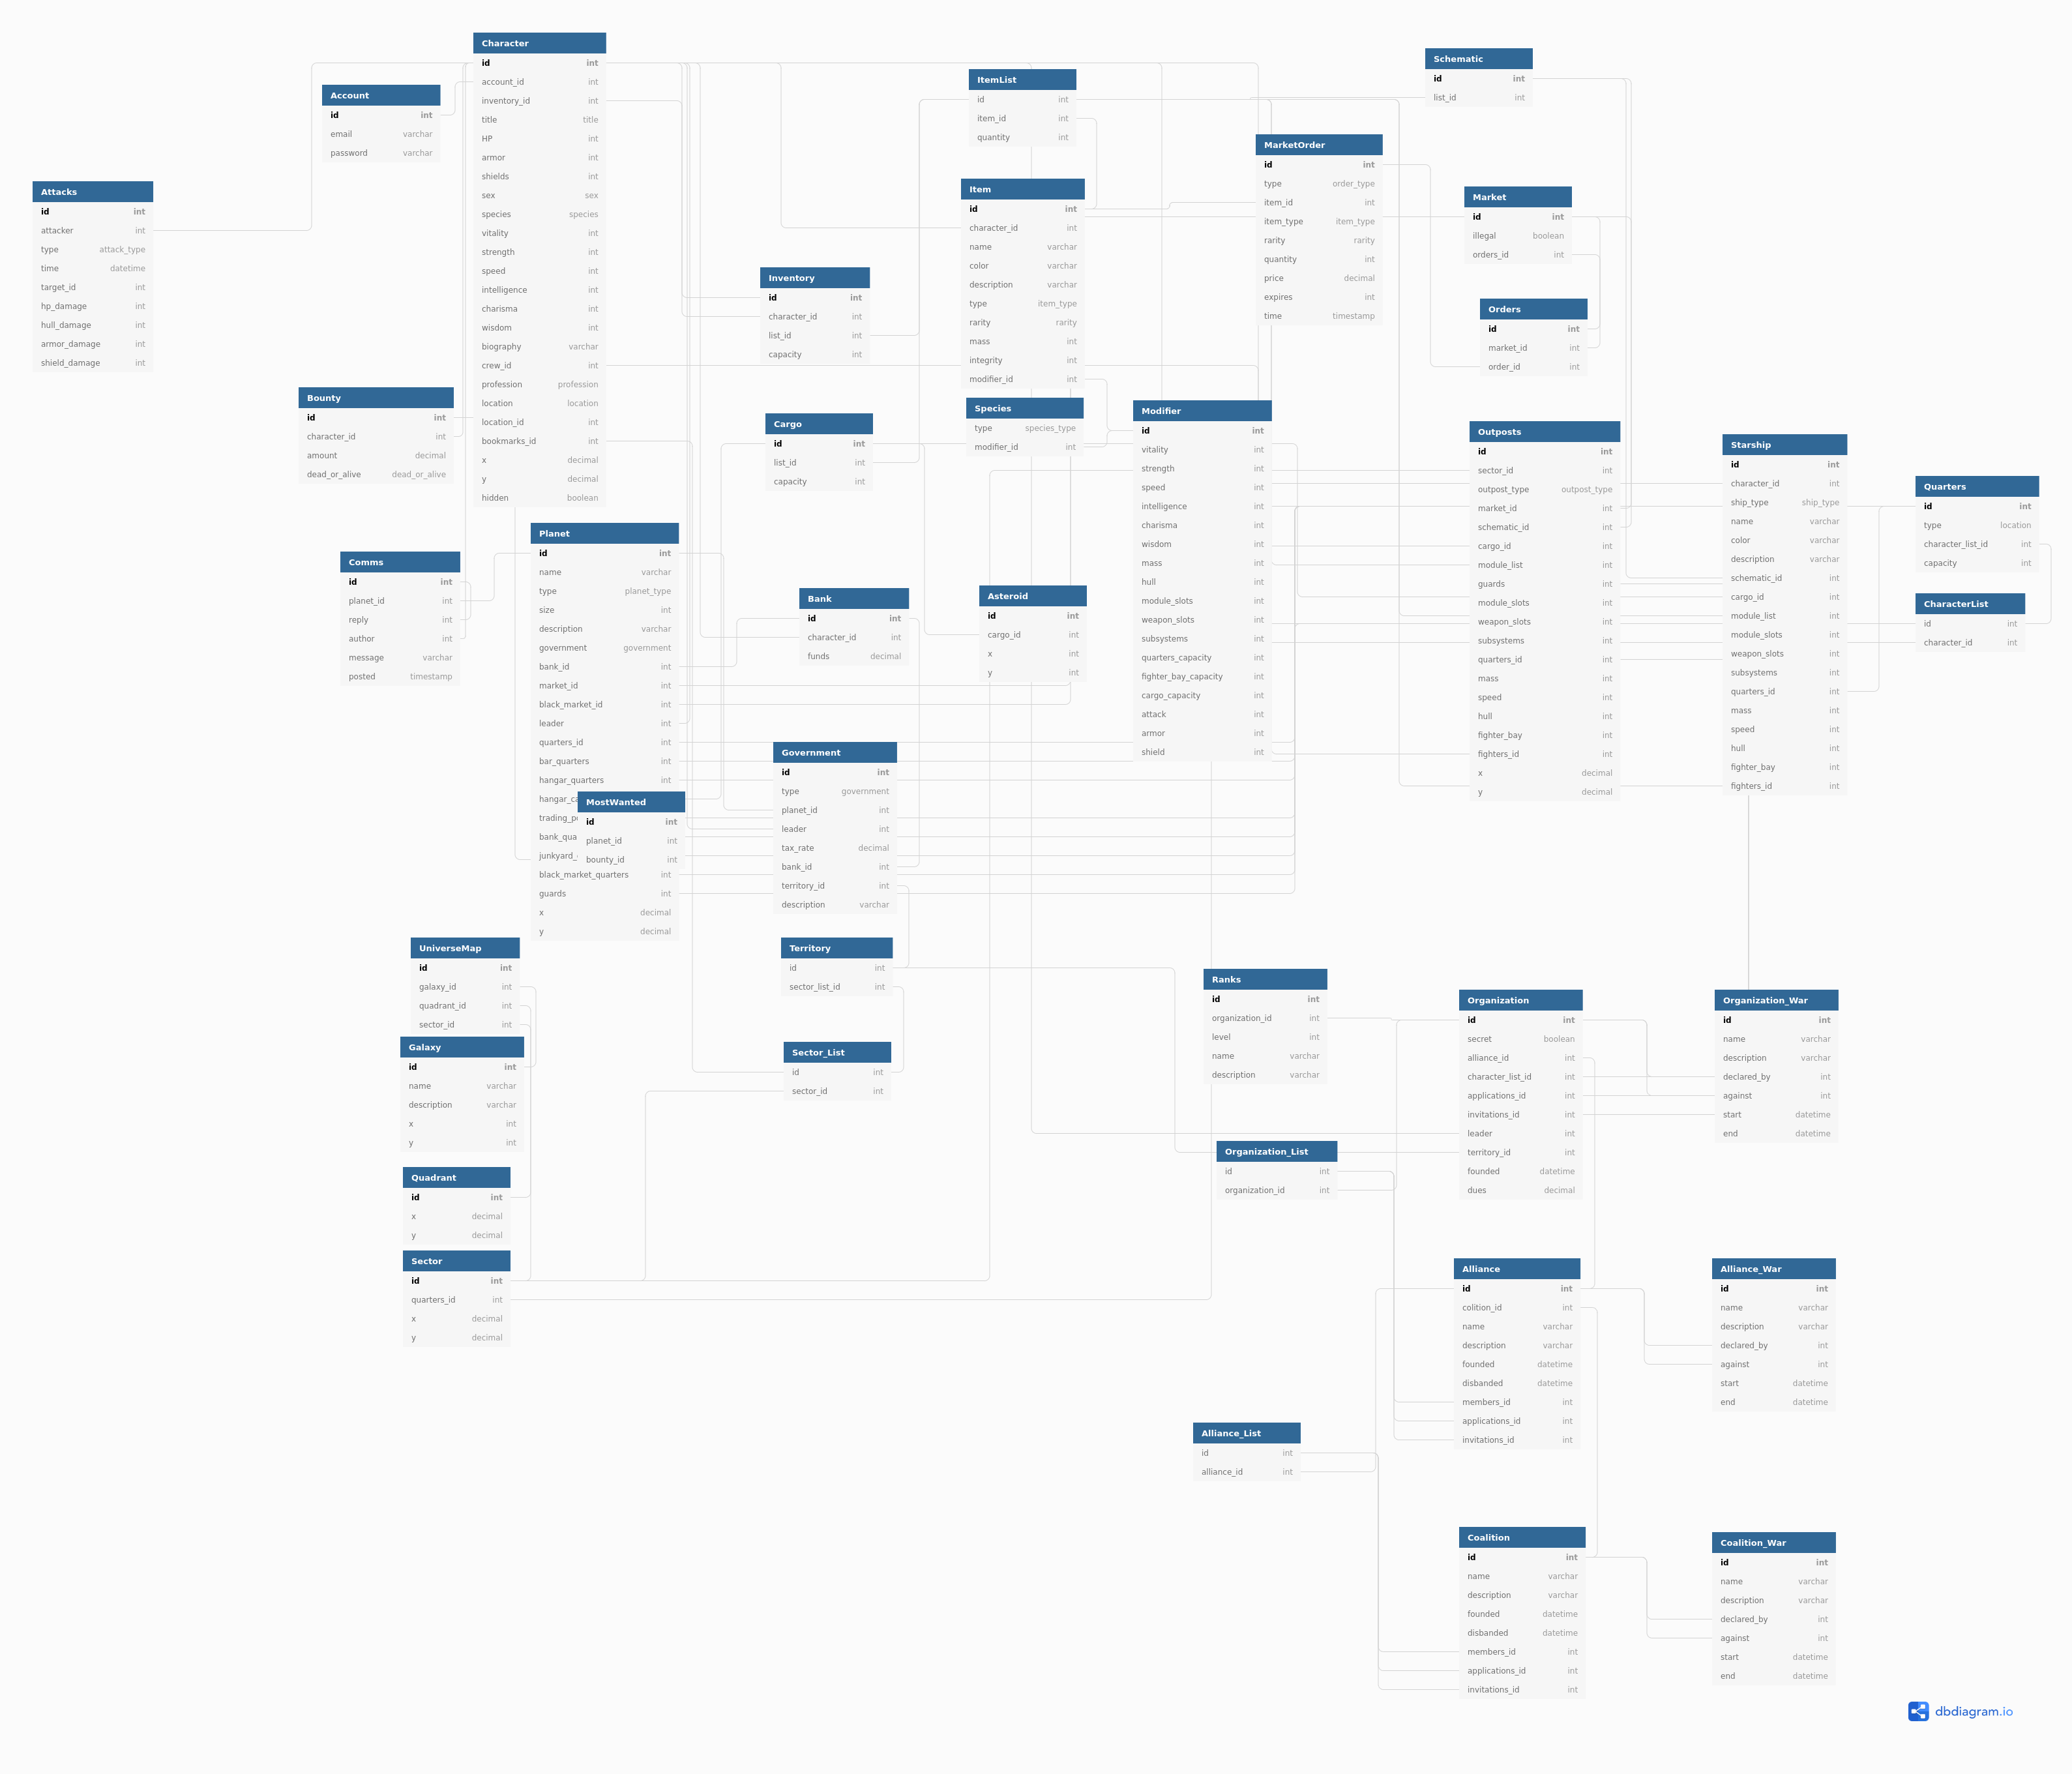 Character
id int
account_id int
inventory_id int
title title
HP int
armor int
shields int
sex sex
species species
vitality int
strength int
speed int
intelligence int
charisma int
wisdom int
biography varchar
crew_id int
profession profession
location location
location_id int
bookmarks_id int
x decimal
y decimal
hidden boolean
Account
id int
email varchar
password varchar
Attacks
id int
attacker int
type attack_type
time datetime
target_id int
hp_damage int
hull_damage int
armor_damage int
shield_damage int
Bounty
id int
character_id int
amount decimal
dead_or_alive dead_or_alive
Comms
id int
planet_id int
reply int
author int
message varchar
posted timestamp
Planet
id int
name varchar
type planet_type
size int
description varchar
government government
bank_id int
market_id int
black_market_id int
leader int
quarters_id int
bar_quarters int
hangar_quarters int
black_market_quarters int
guards int
x decimal
y decimal
MostWanted
id int
planet_id int
bounty_id int
Inventory
id int
character_id int
list_id int
capacity int
Cargo
id int
list_id int
capacity int
Bank
id int
character_id int
funds decimal
Government
id int
type government
planet_id int
leader int
tax_rate decimal
bank_id int
territory_id int
description varchar
Territory
id int
sector_list_id int
Sector_List
id int
sector_id int
UniverseMap
id int
galaxy_id int
quadrant_id int
sector_id int
Galaxy
id int
name varchar
description varchar
x int
y int
Quadrant
id int
x decimal
y decimal
Sector
id int
quarters_id int
x decimal
y decimal
ItemList
id int
item_id int
quantity int
Item
id int
character_id int
name varchar
color varchar
description varchar
type item_type
rarity rarity
mass int
integrity int
modifier_id int
Species
type species_type
modifier_id int
Asteroid
id int
cargo_id int
x int
y int
Modifier
id int
vitality int
strength int
speed int
intelligence int
charisma int
wisdom int
mass int
hull int
module_slots int
weapon_slots int
subsystems int
quarters_capacity int
fighter_bay_capacity int
cargo_capacity int
attack int
armor int
shield int
MarketOrder
id int
type order_type
item_id int
item_type item_type
rarity rarity
quantity int
price decimal
expires int
time timestamp
Schematic
id int
list_id int
Market
id int
illegal boolean
orders_id int
Orders
id int
market_id int
order_id int
Outposts
id int
sector_id int
outpost_type outpost_type
market_id int
schematic_id int
cargo_id int
module_list int
guards int
module_slots int
weapon_slots int
subsystems int
quarters_id int
mass int
speed int
hull int
fighter_bay int
fighters_id int
x decimal
y decimal
Starship
id int
character_id int
ship_type ship_type
name varchar
color varchar
description varchar
schematic_id int
cargo_id int
module_list int
module_slots int
weapon_slots int
subsystems int
quarters_id int
mass int
speed int
hull int
fighter_bay int
fighters_id int
Quarters
id int
type location
character_list_id int
capacity int
CharacterList
id int
character_id int
Ranks
id int
organization_id int
level int
name varchar
description varchar
Organization
id int
secret boolean
alliance_id int
character_list_id int
applications_id int
invitations_id int
leader int
territory_id int
founded datetime
dues decimal
Organization_War
id int
name varchar
description varchar
declared_by int
against int
start datetime
end datetime
Organization_List
id int
organization_id int
Alliance
id int
colition_id int
name varchar
description varchar
founded datetime
disbanded datetime
members_id int
applications_id int
invitations_id int
Alliance_War
id int
name varchar
description varchar
declared_by int
against int
start datetime
end datetime
Alliance_List
id int
alliance_id int
Coalition
id int
name varchar
description varchar
founded datetime
disbanded datetime
members_id int
applications_id int
invitations_id int
Coalition_War
id int
name varchar
description varchar
declared_by int
against int
start datetime
end datetime
dbdiagram.io